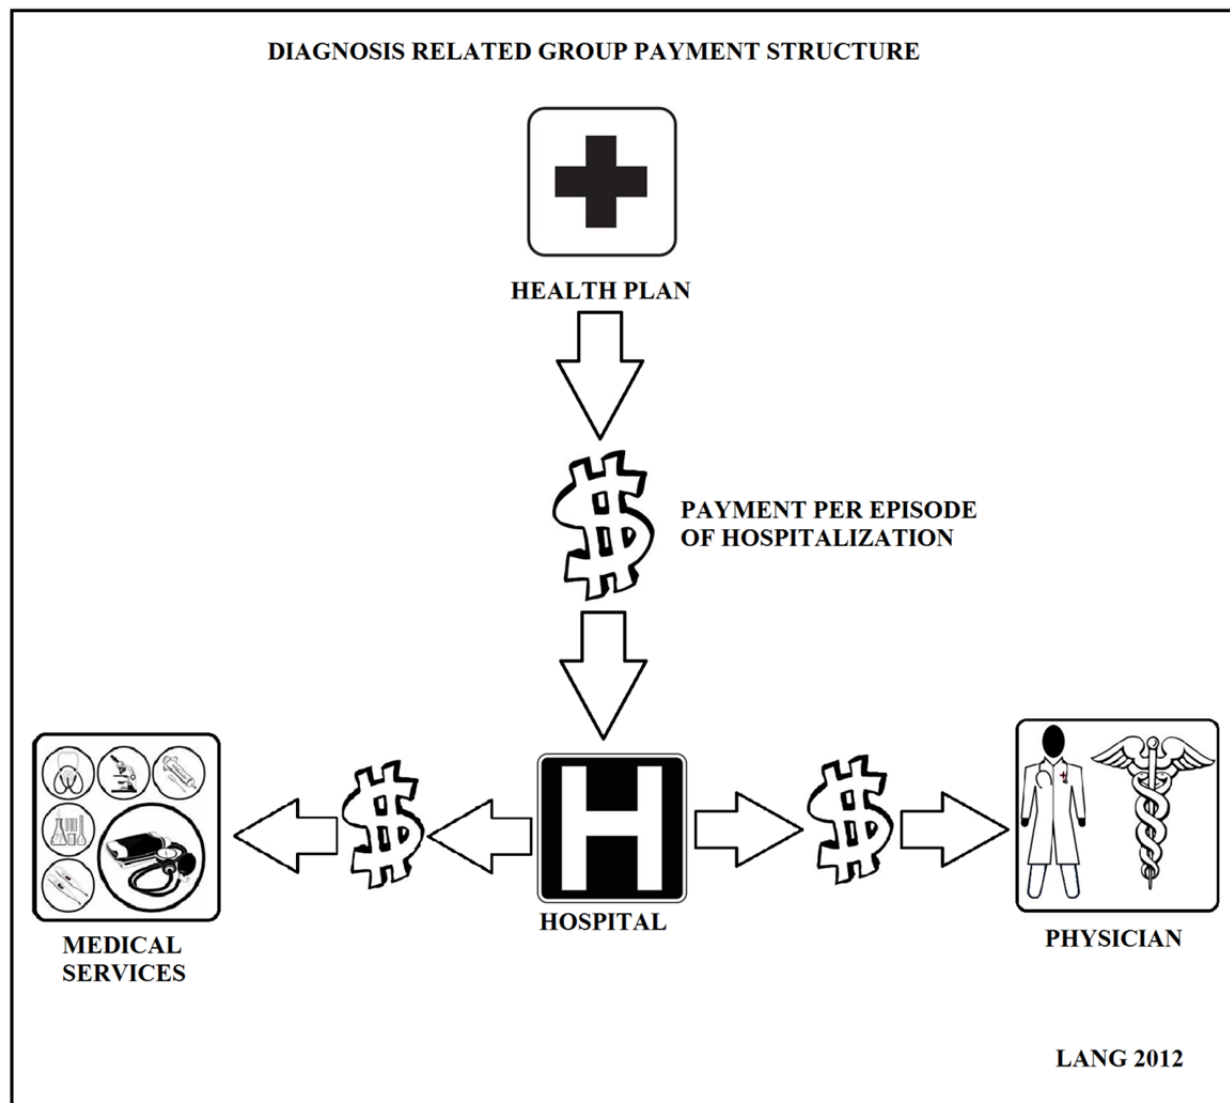 DIAGNOSIS RELATED GROUP PAYMENT STRUCTURE
HEALTH PLAN
$
PAYMENT PER EPISODE
OF HOSPITALIZATION
$
H
$
HOSPITAL
MEDICAL
SERVICES
PHYSICIAN
LANG 2012